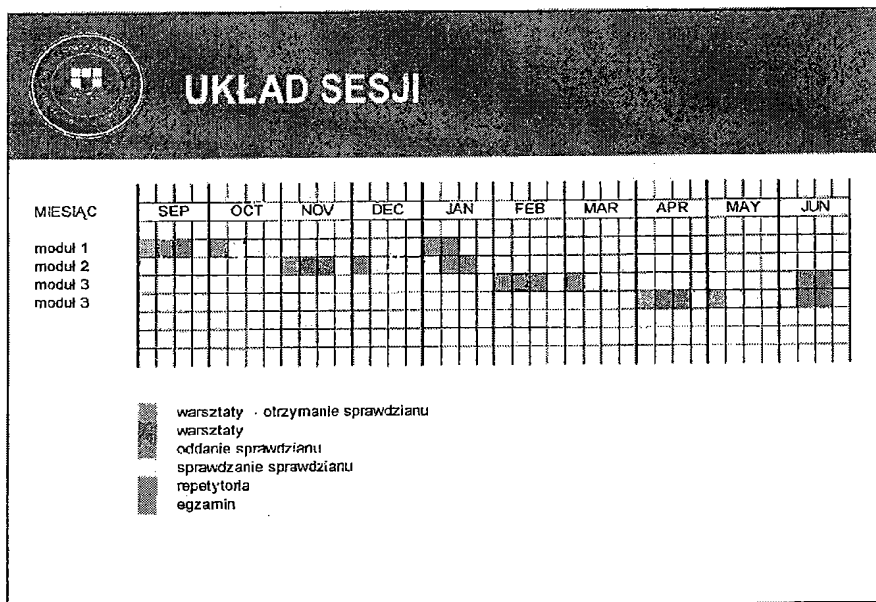 UKŁAD SESJI
MIESIĄC SEP OCT NOV DEC JAN FEB MAR APR MAY JUN
moduł 1
moduł 2
moduł 3
moduł 3
warsztaty - otrzymanie sprawdzianu
warsztaty
oddanie sprawdzianu
sprawdzanie sprawdzianu
repetytoria
egzamin